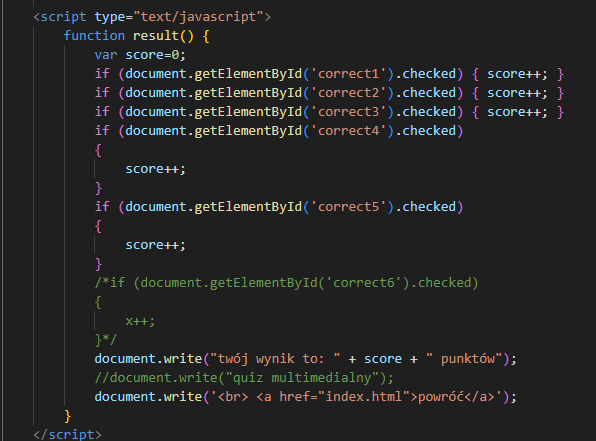 <script type="text/javascript">
function result() {
var score=0;
if (document.getElementById('correct1').checked) { score++; }
if (document.getElementById('correct2').checked) { score++; }
if (document.getElementById('correct3').checked) { score++; }
if (document.getElementById('correct4').checked)
{
score++;
}
if (document.getElementById('correct5').checked)
{
score++;
}
/*if (document.getElementById('correct6').checked)
{
x++;
}*/
document.write("twój wynik to: " + score + " punktów");
//document.write("quiz multimedialny");
document.write('<br> <a href="index.html">powróć</a>');
}
</script>